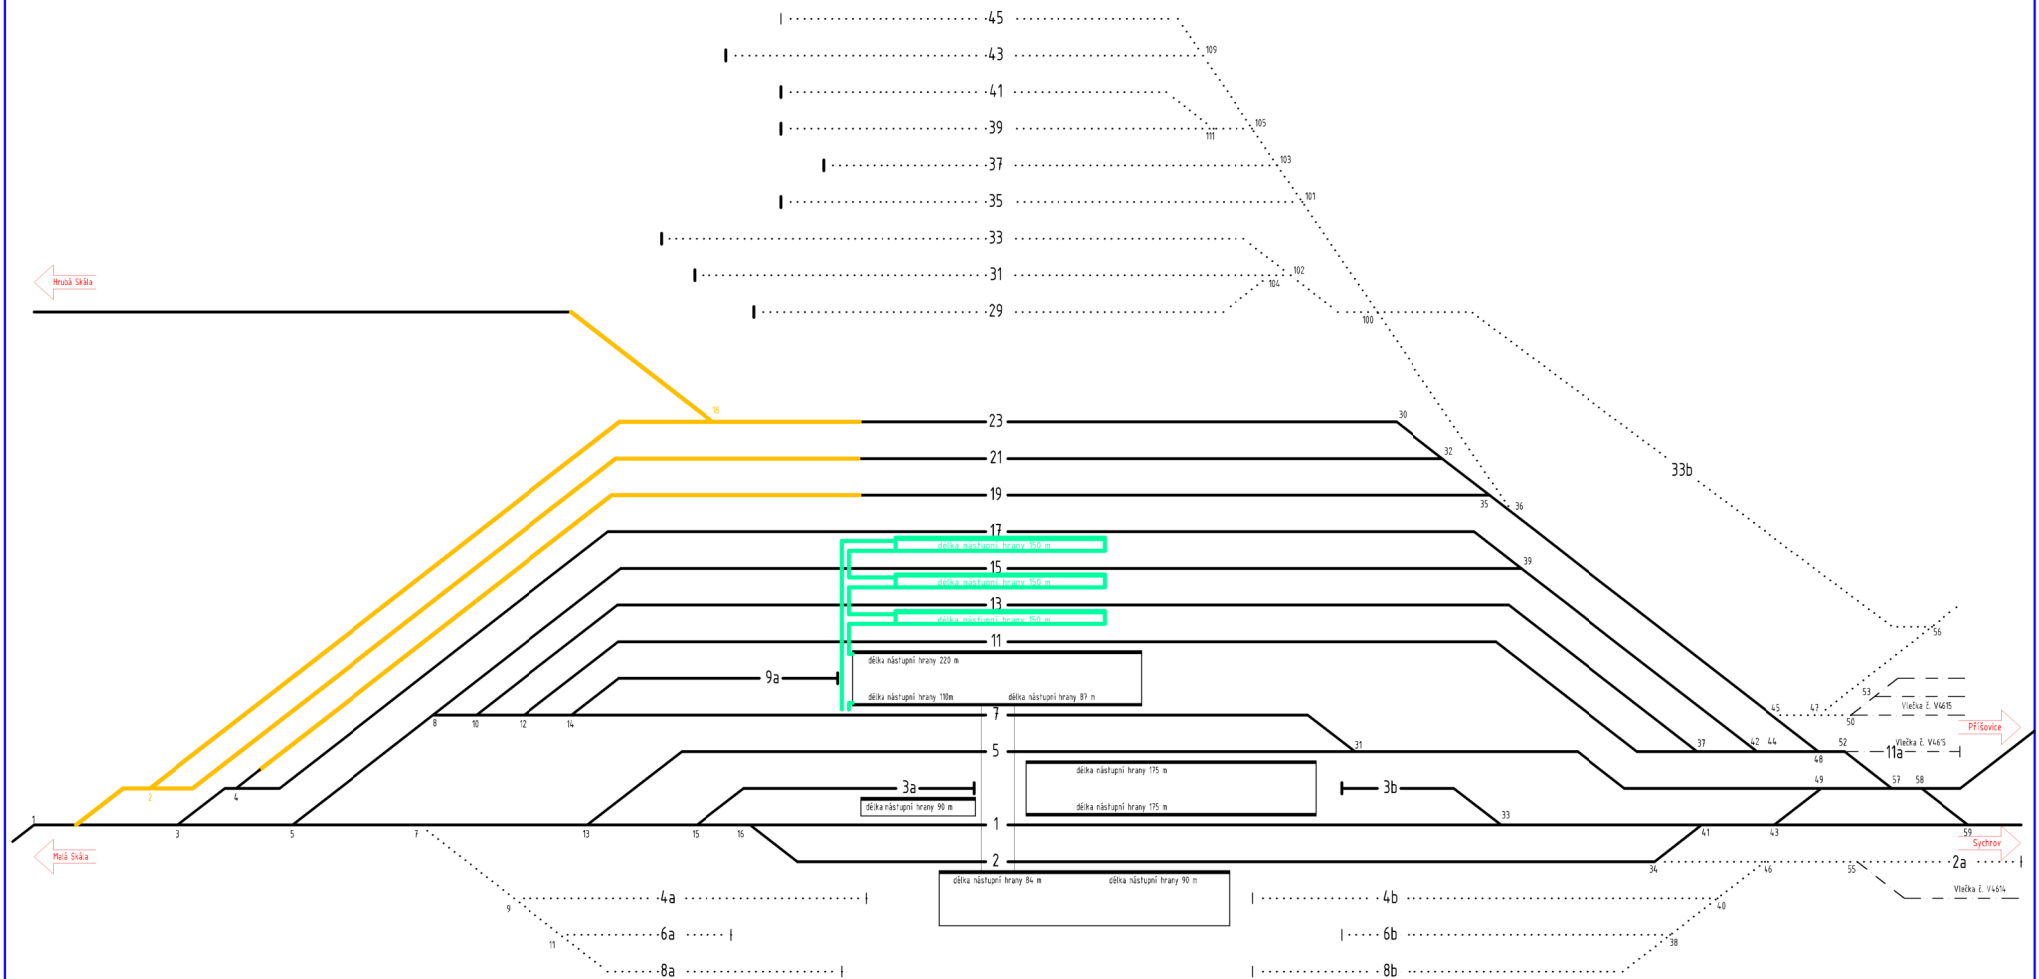 45
109
43
41
105
39
111
103
37
101
35
33
102
31
104
Hrubá Skála
29
100
18
23
30
21
32
33b
19
35
36
17
délka nástupní hrany 150 m
15
39
délka nástupní hrany 150 m
13
délka nástupní hrany 150 m
56
11
délka nástupní hrany 220 m
9a
53
délka nástupní hrany 110m
délka nástupní hrany 87 m
Vlečka č. V4615
45
47
8
10
12
14
7
50
Příšovice
5
31
37
42
44
52
Vlečka č. V4615
11a
48
délka nástupní hrany 175 m
2
4
3a
3b
49
57
58
délka nástupní hrany 90 m
délka nástupní hrany 175 m
1
3
5
7
13
15
16
1
33
41
43
59
Sychrov
Malá Skála
2
34
46
55
2a
délka nástupní hrany 84 m
délka nástupní hrany 90 m
Vlečka č. V4614
9
4a
4b
40
11
6a
6b
38
8a
8b